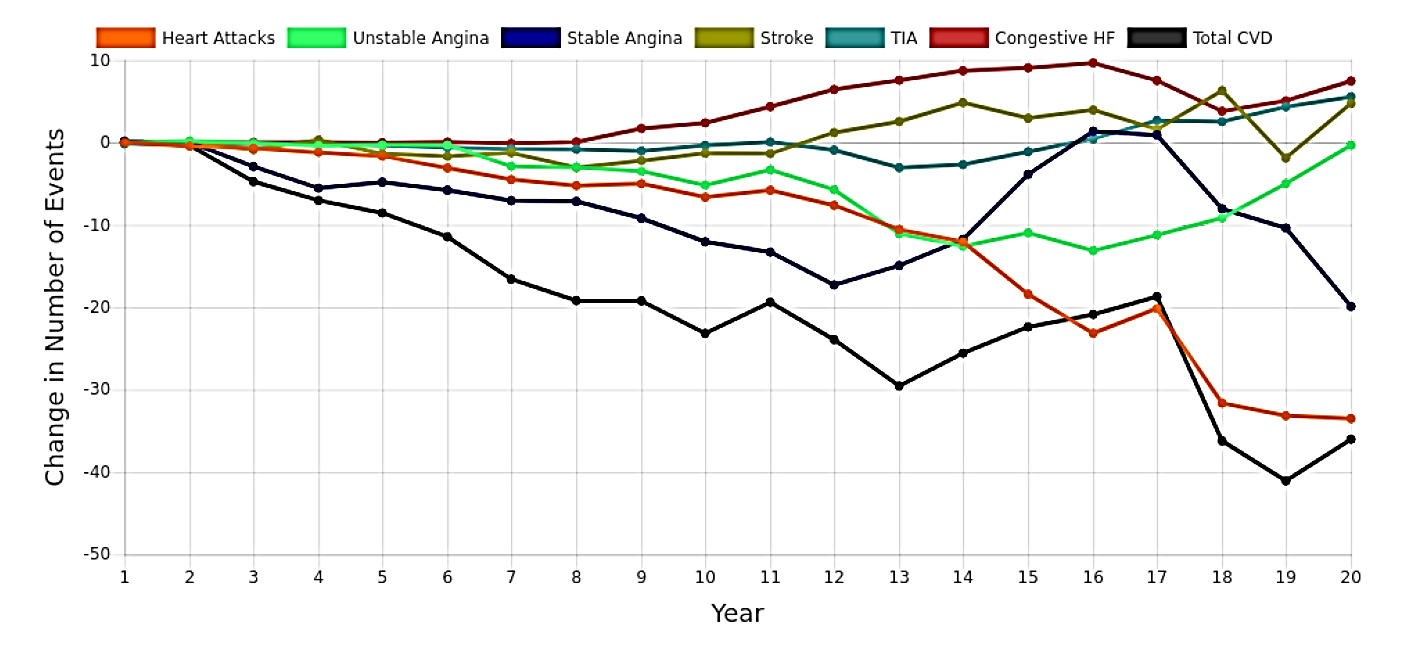 Heart Attacks Unstable Angina Stable Angina Stroke TIA Congestive HF Total CVD
10
0
-10
-20
-30
-40
-50
Change in Number of Events
1 2 3 4 5 6 7 8 9 10 11 12 13 14 15 16 17 18 19 20
Year